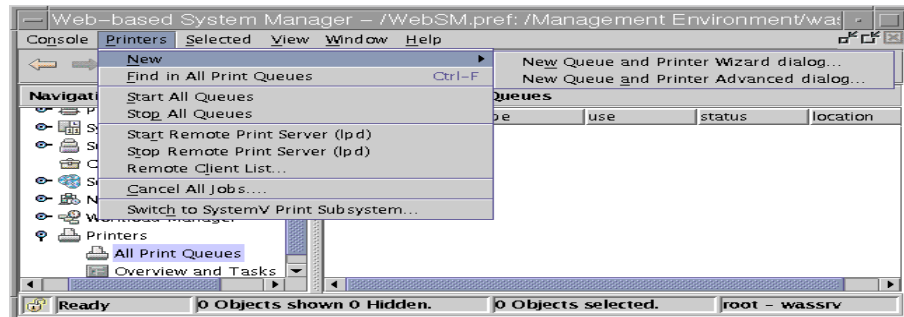 Web-based System Manager - /WebSM.pref: /Management Environment/was
Console Printers Selected View Window Help
New
New Queue and Printer Wizard dialog...
Find in All Print Queues Ctrl-F
New Queue and Printer Advanced dialog...
Navigati
Start All Queues
Queues
Stop All Queues
use status location
Start Remote Print Server (lpd)
Stop Remote Print Server (lpd)
Remote Client List...
Cancel All Jobs....
Switch to SystemV Print Subsystem...
Workload Manager
Printers
All Print Queues
Overview and Tasks
Ready 0 Objects shown 0 Hidden. 0 Objects selected. root - wassrv